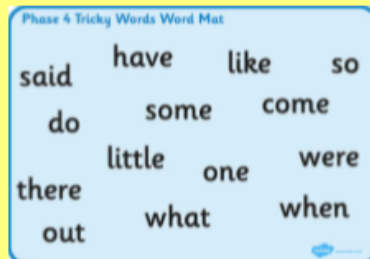 Phase 4 Tricky Words Word Mat
said have like so
do some come
little one were
there what when
out